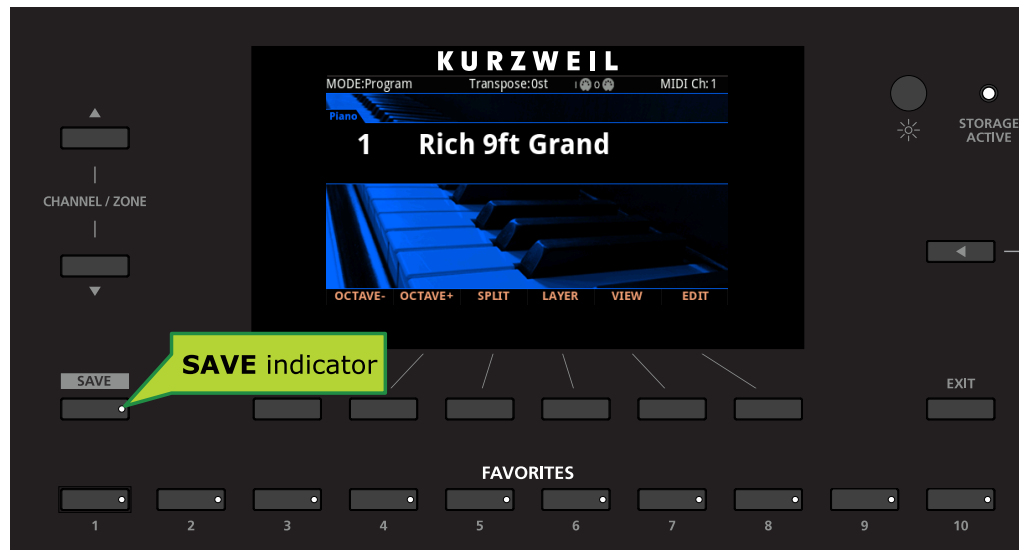 KURZWEIL
MODE:Program Transpose:0st I O MIDI Ch:1
Piano
1 Rich 9ft Grand
OCTAVE- OCTAVE+ SPLIT LAYER VIEW EDIT
CHANNEL / ZONE
STORAGE
ACTIVE
SAVE indicator
SAVE
EXIT
FAVORITES
1 2 3 4 5 6 7 8 9 10